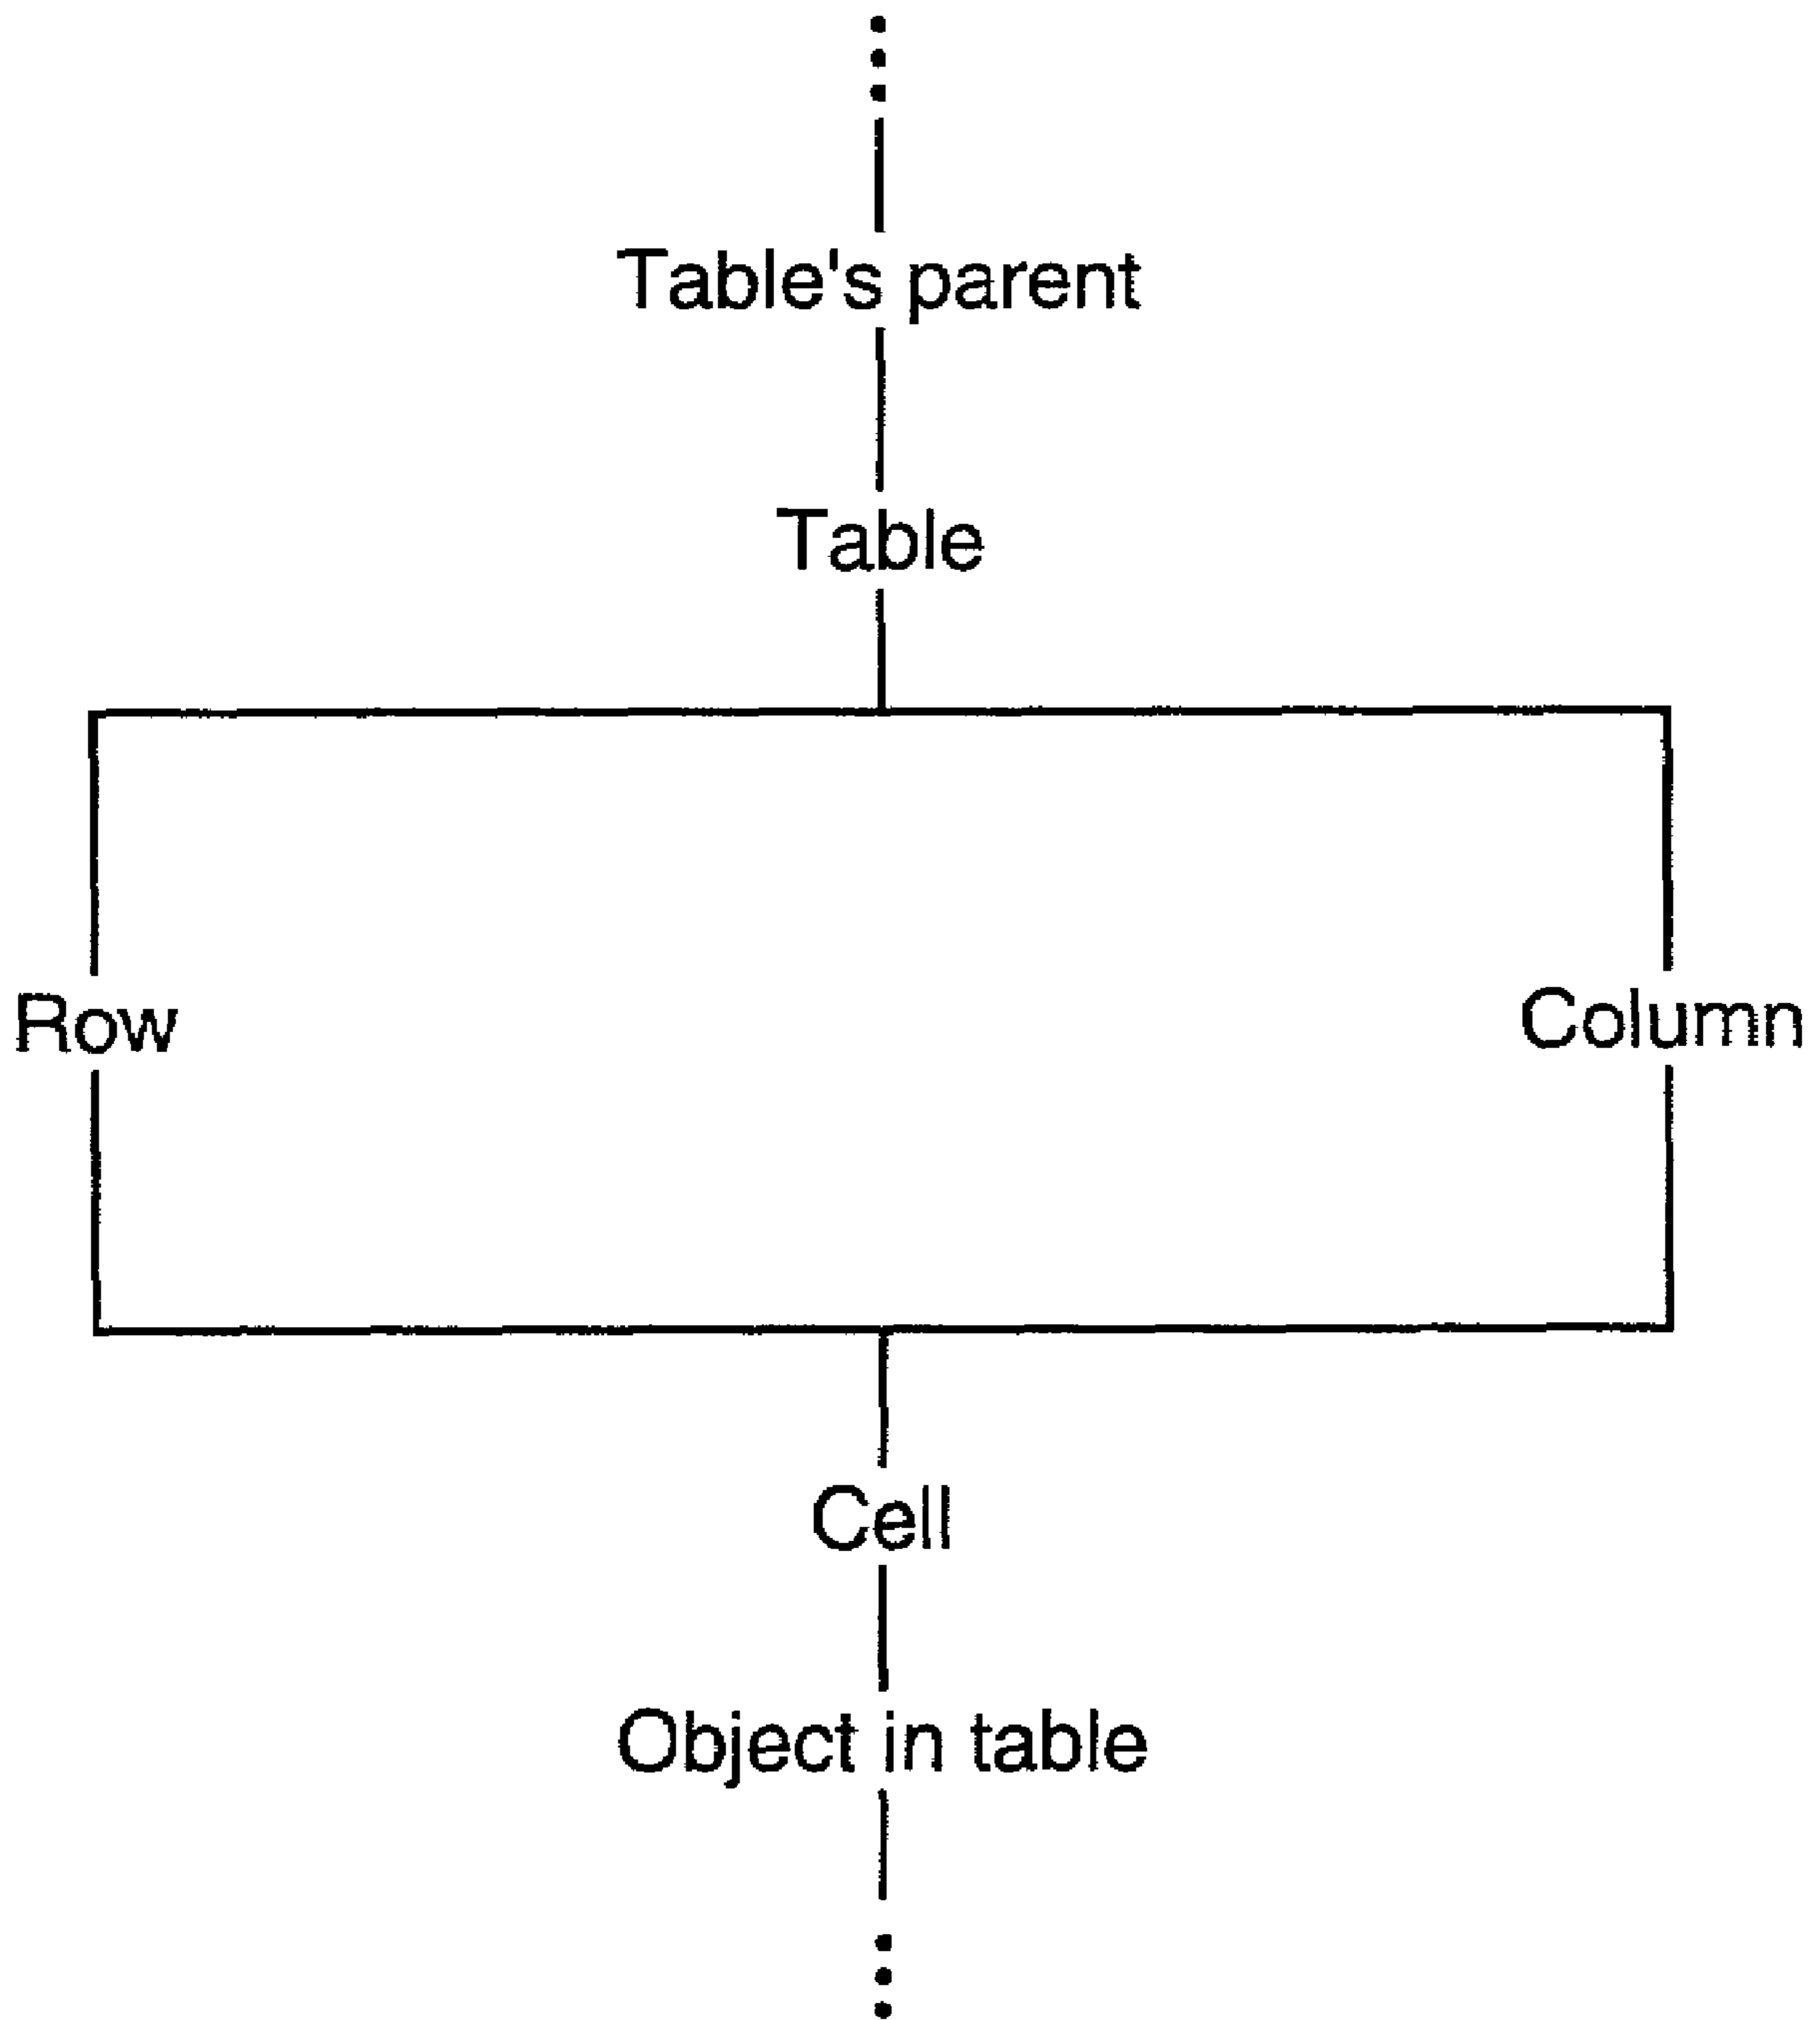 Table's parent
Table
Row
Column
Cell
Object in table